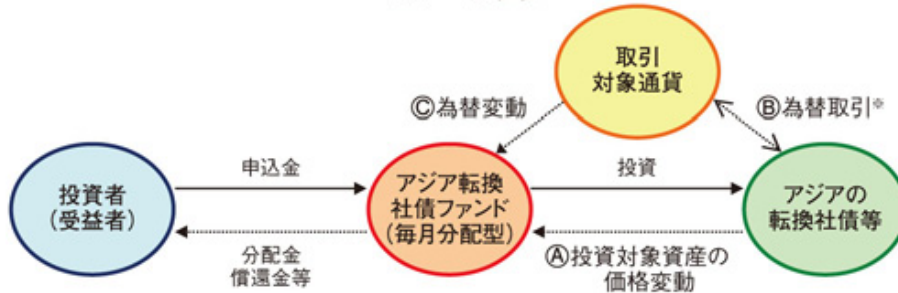 取引
対象通貨
Ⓒ為替変動
Ⓑ為替取引※
申込金
投資
投資者
(受益者)
アジア転換
社債ファンド
(毎月分配型)
アジアの
転換社債等
分配金
償還金等
Ⓐ投資対象資産の
価格変動